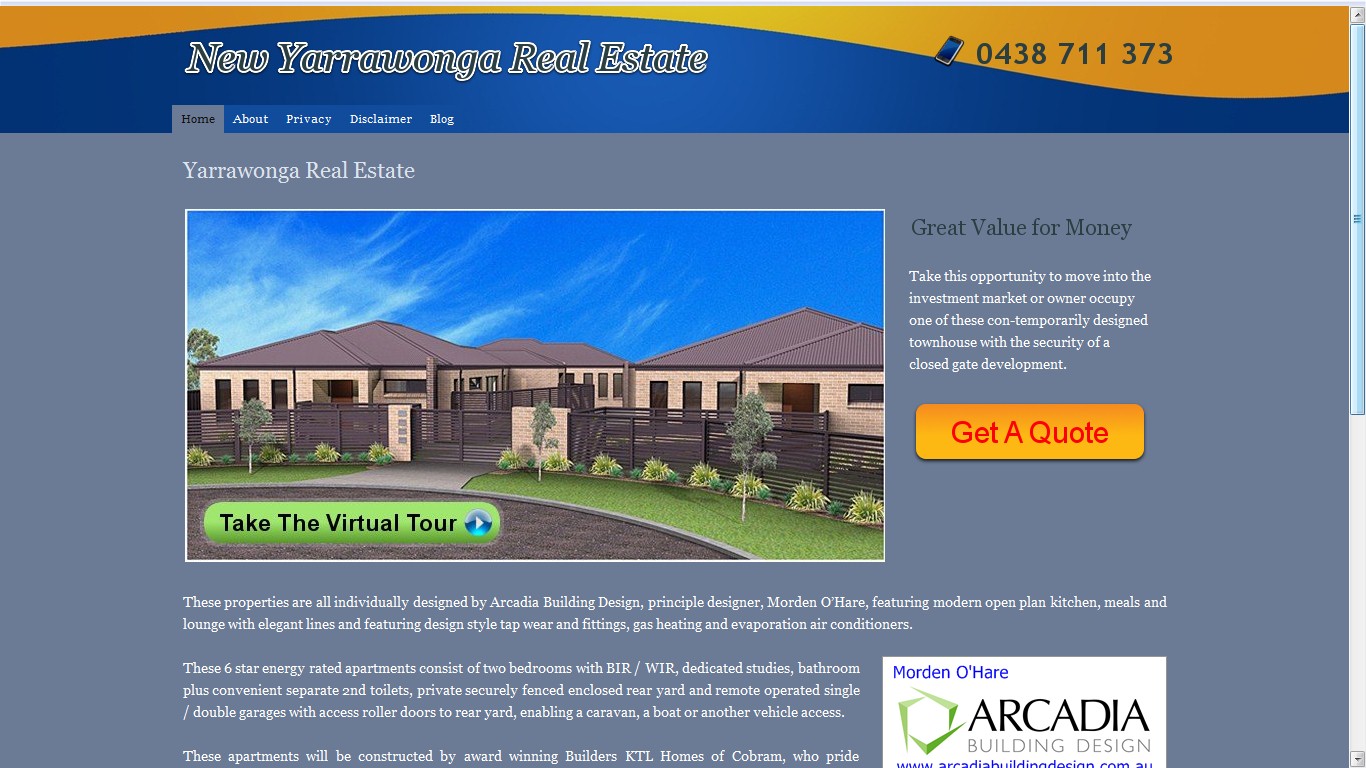 New Yarrawonga Real Estate
0438 711 373
Home About Privacy Disclaimer Blog
Yarrawonga Real Estate
Take The Virtual Tour
Great Value for Money
Take this opportunity to move into the
investment market or owner occupy
one of these con-temporarily designed
townhouse with the security of a
closed gate development.
Get A Quote
These properties are all individually designed by Arcadia Building Design, principle designer, Morden O’Hare, featuring modern open plan kitchen, meals and
lounge with elegant lines and featuring design style tap wear and fittings, gas heating and evaporation air conditioners.
These 6 star energy rated apartments consist of two bedrooms with BIR / WIR, dedicated studies, bathroom
plus convenient separate 2nd toilets, private securely fenced enclosed rear yard and remote operated single
/ double garages with access roller doors to rear yard, enabling a caravan, a boat or another vehicle access.
These apartments will be constructed by award winning Builders KTL Homes of Cobram, who pride
Morden O'Hare
ARCADIA
BUILDING DESIGN
www.arcadiabuildingdesign.com.au